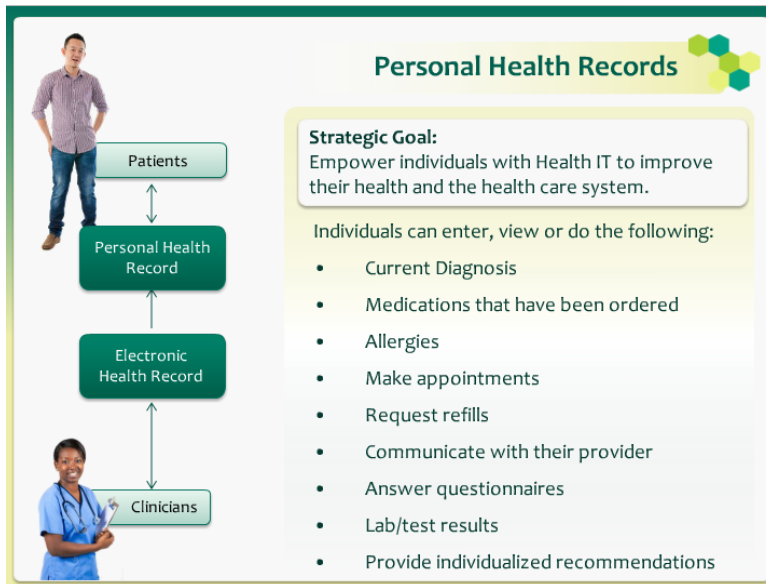 Personal Health Records
Patients
Personal Health
Record
Electronic
Health Record
Clinicians
Strategic Goal:
Empower individuals with Health IT to improve
their health and the health care system.
Individuals can enter, view or do the following:
• Current Diagnosis
• Medications that have been ordered
• Allergies
• Make appointments
• Request refills
• Communicate with their provider
• Answer questionnaires
• Lab/test results
• Provide individualized recommendations